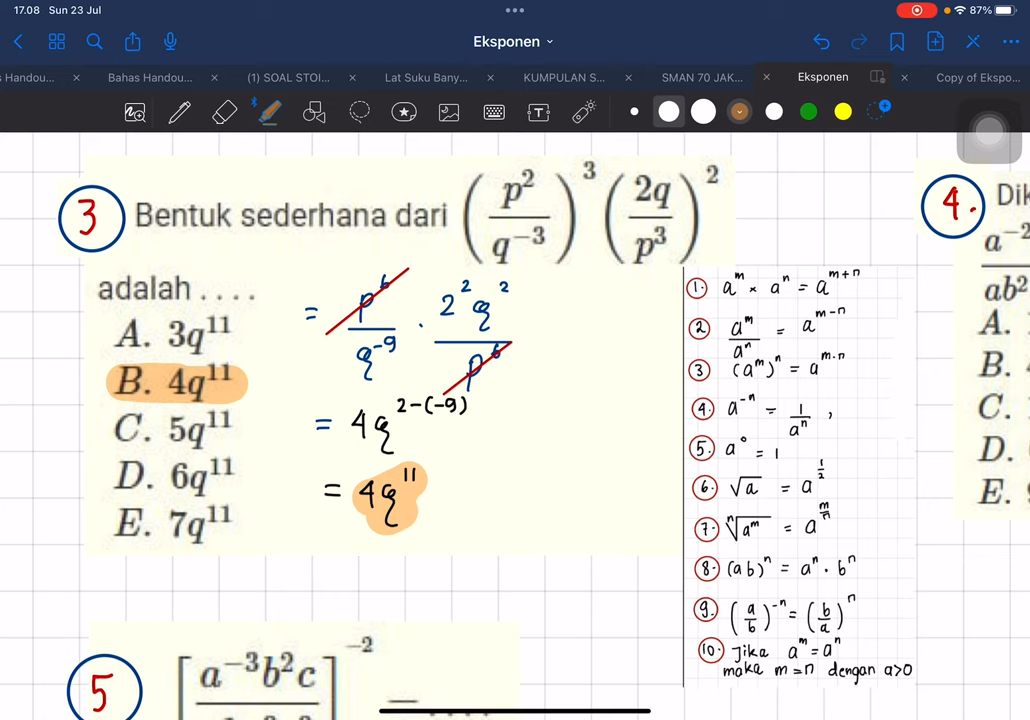 17.08 Sun 23 Jul
87%
Eksponen
s Handou...
Bahas Handou...
(1) SOAL STOI...
Lat Suku Bany...
KUMPULAN S...
SMAN 70 JAK...
Eksponen
Copy of Ekspo...
3 Bentuk sederhana dari (p²/q⁻³)³ (2q/p³)²
adalah . . . .
A. 3q¹¹
B. 4q¹¹
C. 5q¹¹
D. 6q¹¹
E. 7q¹¹
= p⁶/q⁻⁹ · 2²q²/p⁶
= 4q²⁻⁽⁻⁹⁾
= 4q¹¹
1. aᵐ × aⁿ = aᵐ⁺ⁿ
2 aᵐ/aⁿ = aᵐ⁻ⁿ
3 (aᵐ)ⁿ = aᵐ·ⁿ
4. a⁻ⁿ = 1/aⁿ ,
5. a° = 1
6. √a = a^(1/2)
7. ⁿ√aᵐ = a^(m/n)
8. (ab)ⁿ = aⁿ . bⁿ
9. (a/b)⁻ⁿ = (b/a)ⁿ
10. Jika aᵐ = aⁿ
maka m = n dengan a>0
4. Dik
a⁻²
ab²
A.
B.
C.
D.
E.
5 [a⁻³b²c]⁻² =